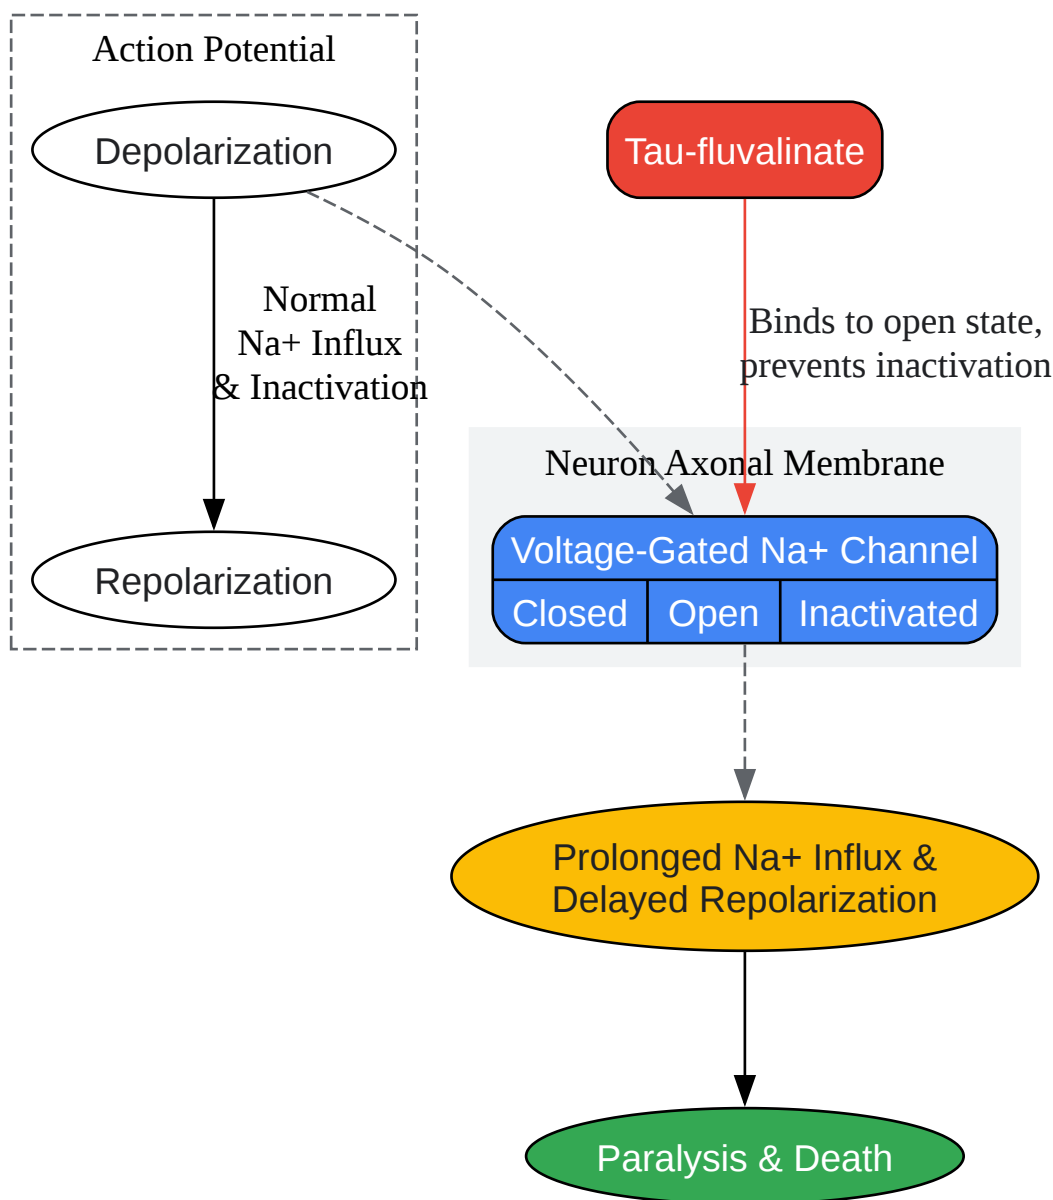 Action Potential
Depolarization
Normal
Na+ Influx
& Inactivation
Repolarization
Tau-fluvalinate
Binds to open state,
prevents inactivation
Neuron Axonal Membrane
Voltage-Gated Na+ Channel
Closed
Open
Inactivated
Prolonged Na+ Influx &
Delayed Repolarization
Paralysis & Death